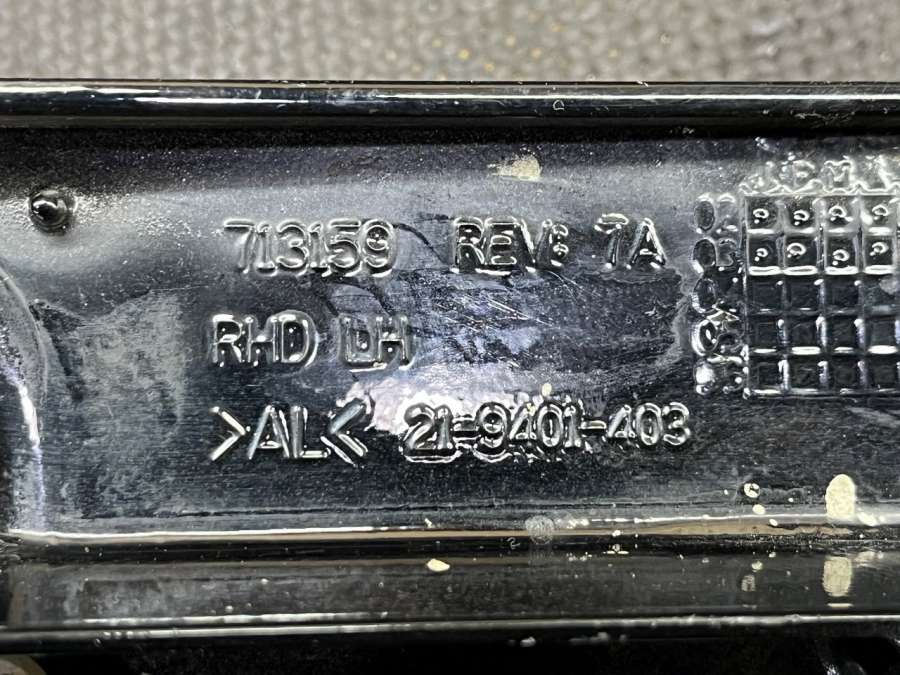 713159 REV: 7A
RHD LH
>AL< 21-9401-403
J F M A